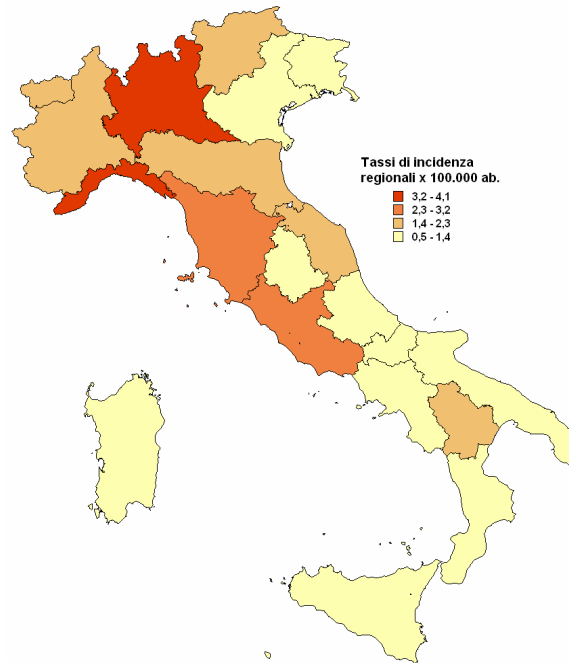 Tassi di incidenza
regionali x 100.000 ab.
3,2 - 4,1
2,3 - 3,2
1,4 - 2,3
0,5 - 1,4